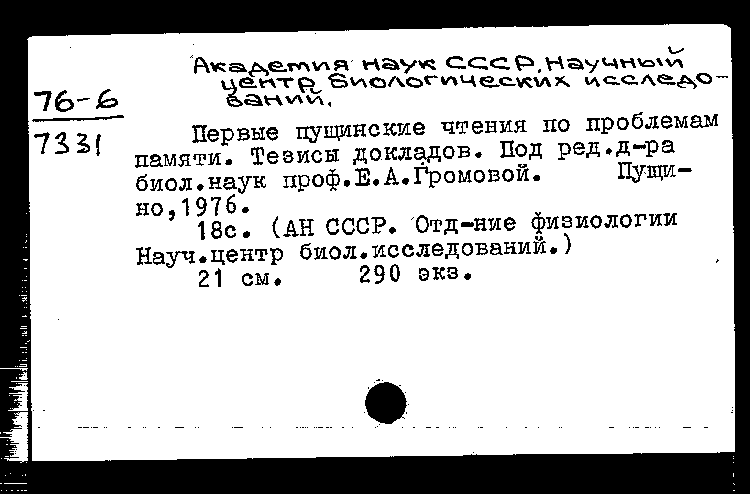 Академия наук СССР. Научный
центр биологических исследо-
ваний.
76-6
7331
Первые пущинские чтения по проблемам
памяти. Тезисы докладов. Под ред.д-ра
биол.наук проф.Е.А.Громовой. Пущи-
но,1976.
18с. (АН СССР. Отд-ние физиологии
Науч.центр биол.исследований.)
21 см. 290 экз.